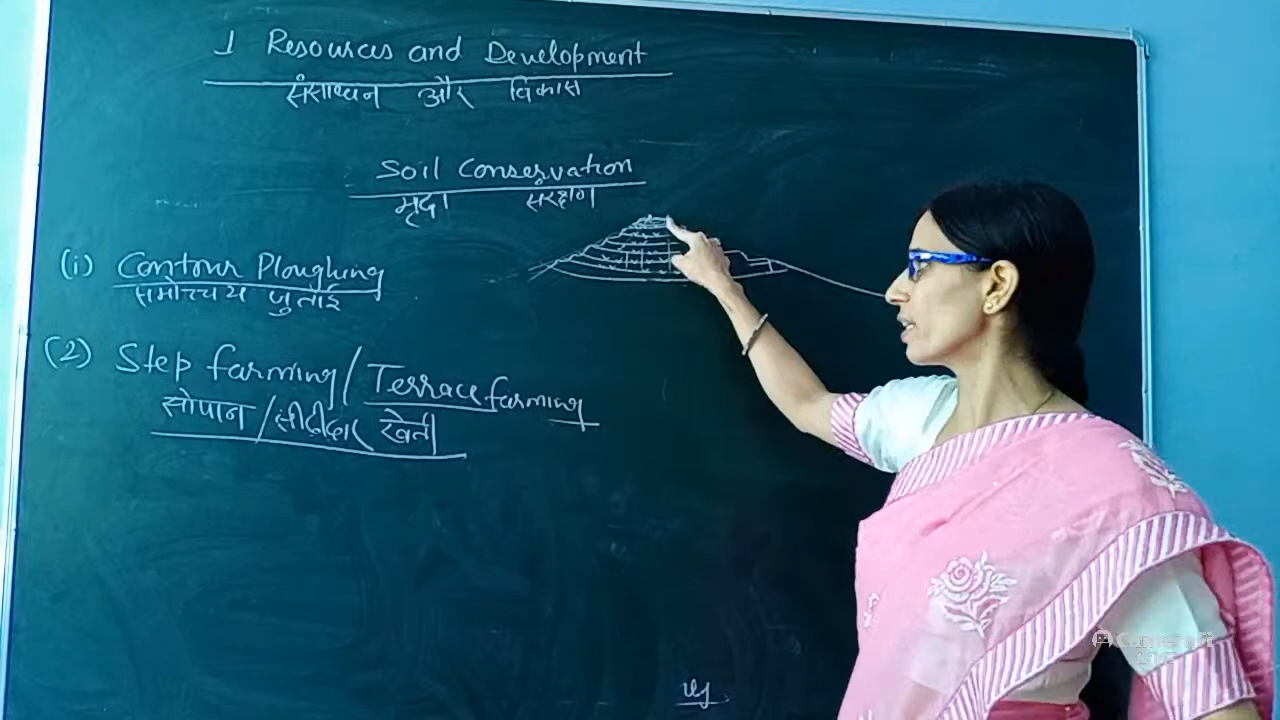 1 Resources and Development
संसाधन और विकास
Soil Conservation
मृदा संरक्षण
(i) Contour Ploughing
समोच्चय जुताई
(2) Step farming/Terrace farming
सोपान/सीढ़ीदार खेती